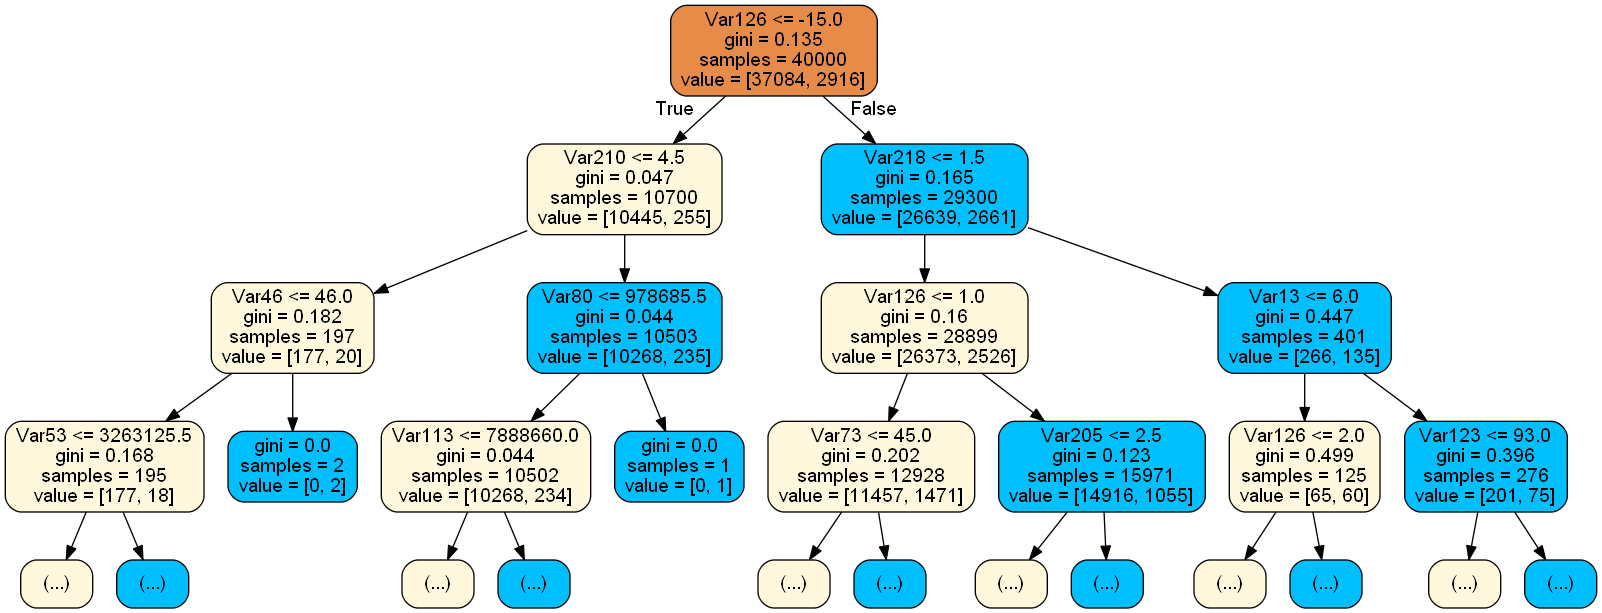 Var126 <= -15.0
gini = 0.135
samples = 40000
value = [37084, 2916]
True
False
Var210 <= 4.5
gini = 0.047
samples = 10700
value = [10445, 255]
Var218 <= 1.5
gini = 0.165
samples = 29300
value = [26639, 2661]
Var46 <= 46.0
gini = 0.182
samples = 197
value = [177, 20]
Var80 <= 978685.5
gini = 0.044
samples = 10503
value = [10268, 235]
Var126 <= 1.0
gini = 0.16
samples = 28899
value = [26373, 2526]
Var13 <= 6.0
gini = 0.447
samples = 401
value = [266, 135]
Var53 <= 3263125.5
gini = 0.168
samples = 195
value = [177, 18]
gini = 0.0
samples = 2
value = [0, 2]
Var113 <= 7888660.0
gini = 0.044
samples = 10502
value = [10268, 234]
gini = 0.0
samples = 1
value = [0, 1]
Var73 <= 45.0
gini = 0.202
samples = 12928
value = [11457, 1471]
Var205 <= 2.5
gini = 0.123
samples = 15971
value = [14916, 1055]
Var126 <= 2.0
gini = 0.499
samples = 125
value = [65, 60]
Var123 <= 93.0
gini = 0.396
samples = 276
value = [201, 75]
(...)
(...)
(...)
(...)
(...)
(...)
(...)
(...)
(...)
(...)
(...)
(...)